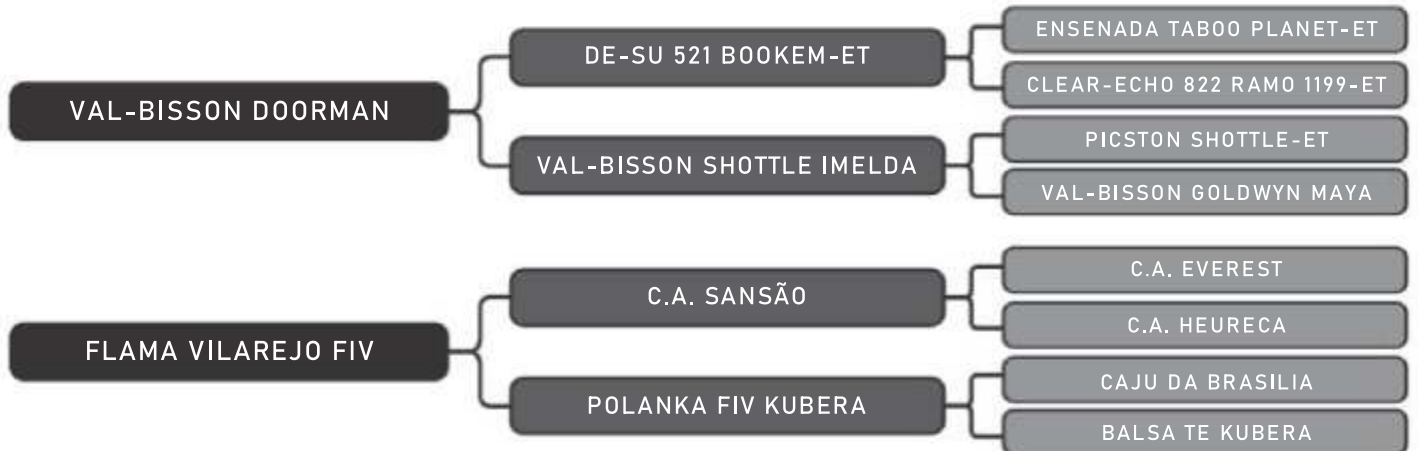 VAL-BISSON DOORMAN
DE-SU 521 BOOKEM-ET
ENSENADA TABOO PLANET-ET
CLEAR-ECHO 822 RAMO 1199-ET
VAL-BISSON SHOTTLE IMELDA
PICSTON SHOTTLE-ET
VAL-BISSON GOLDWYN MAYA
FLAMA VILAREJO FIV
C.A. SANSÃO
C.A. EVEREST
C.A. HEURECA
POLANKA FIV KUBERA
CAJU DA BRASILIA
BALSA TE KUBERA